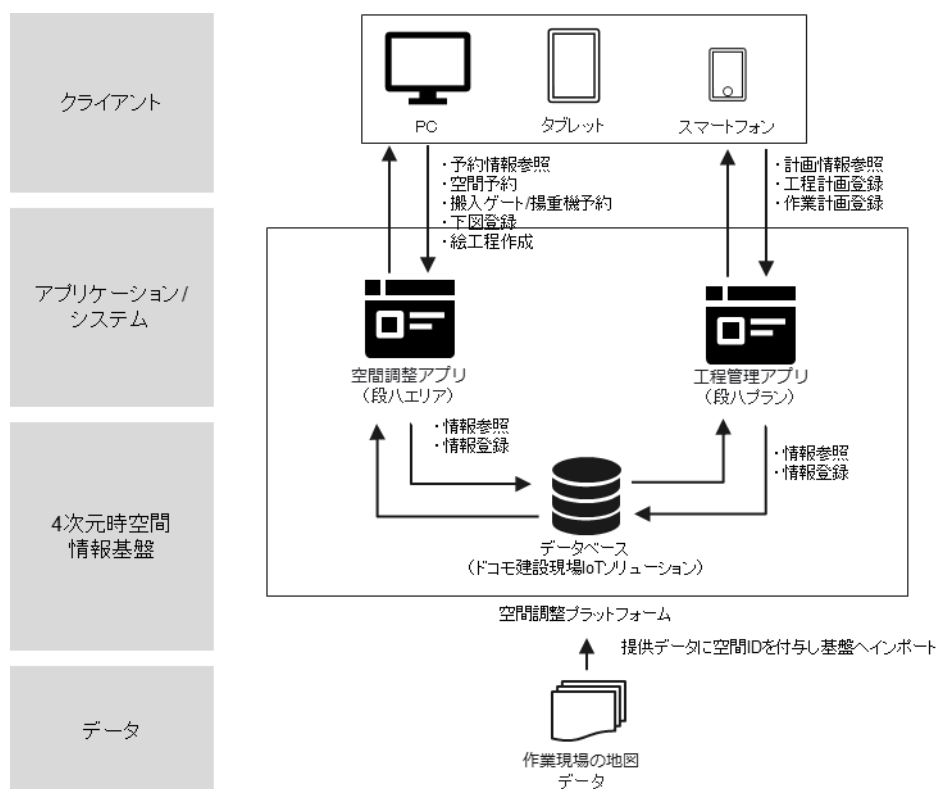 クライアント
PC
タブレット
スマートフォン
・予約情報参照
・空間予約
・搬入ゲート/揚重機予約
・下図登録
・絵工程作成
・計画情報参照
・工程計画登録
・作業計画登録
アプリケーション/
システム
空間調整アプリ
（段ハエリア）
工程管理アプリ
（段ハプラン）
・情報参照
・情報登録
・情報参照
・情報登録
4次元時空間
情報基盤
データベース
（ドコモ建設現場IoTソリューション）
空間調整プラットフォーム
提供データに空間IDを付与し基盤へインポート
データ
作業現場の地図
データ